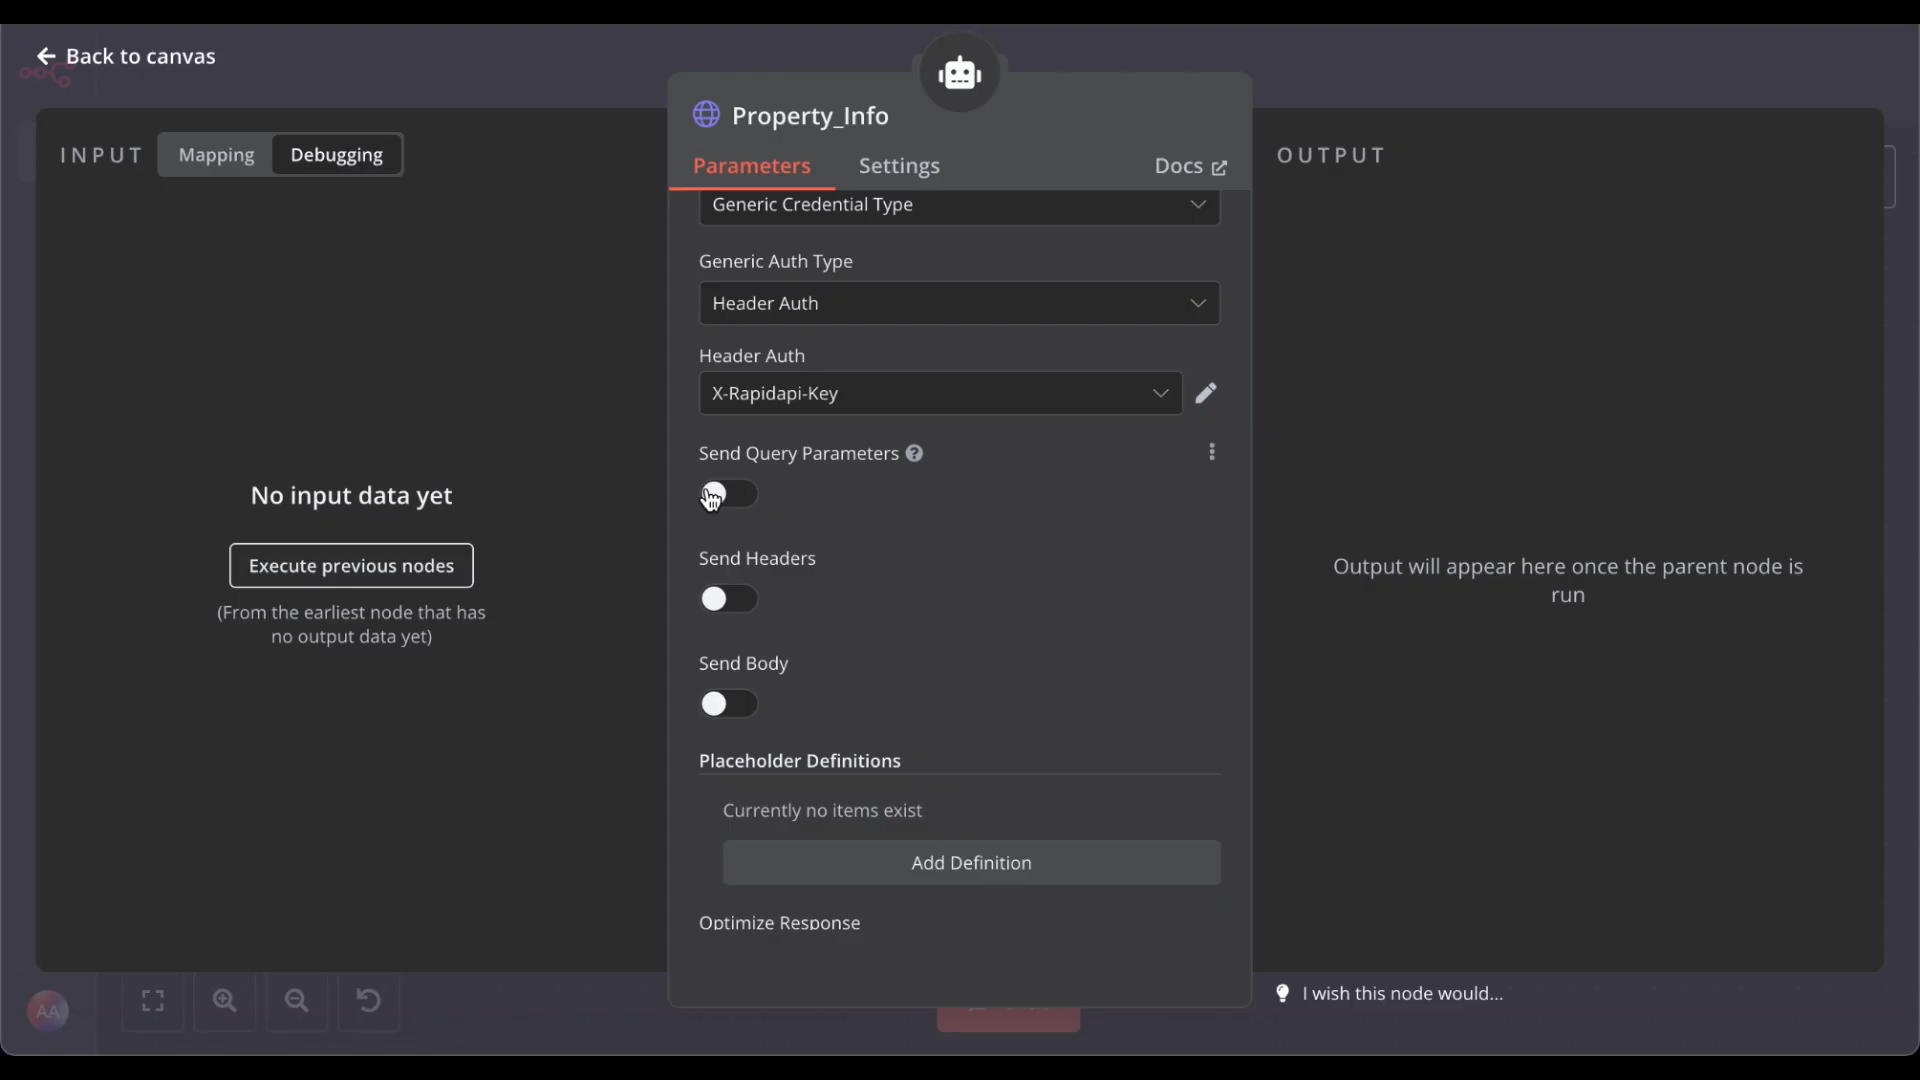 Back to canvas
Property_Info
INPUT
Mapping
Debugging
Parameters
Settings
Docs
OUTPUT
Generic Credential Type
Generic Auth Type
Header Auth
Header Auth
X-Rapidapi-Key
Send Query Parameters
Send Headers
Send Body
Placeholder Definitions
Currently no items exist
Add Definition
Optimize Response
No input data yet
Execute previous nodes
(From the earliest node that has
no output data yet)
Output will appear here once the parent node is
run
AA
I wish this node would...